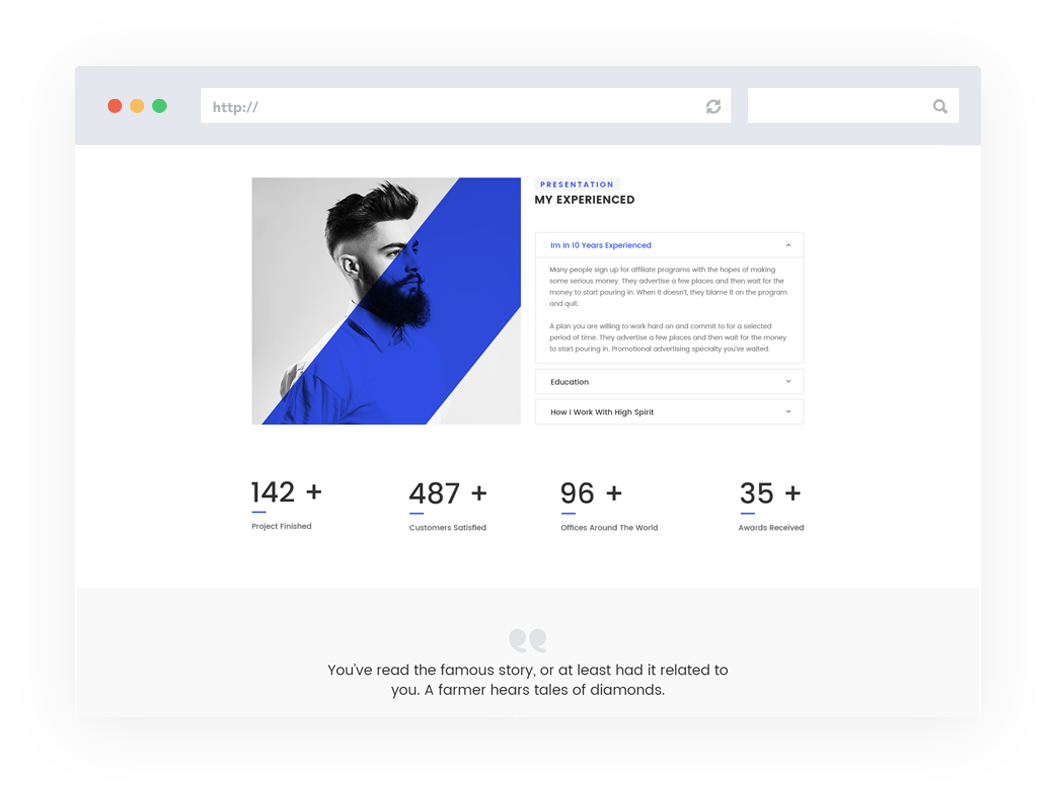 http://
PRESENTATION
MY EXPERIENCED
Im In 10 Years Experienced
Many people sign up for affiliate programs with the hopes of making
some serious money. They advertise a few places and then wait for the
money to start pouring in. When it doesn't, they blame it on the program
and quit.
A plan you are willing to work hard on and commit to for a selected
period of time. They advertise a few places and then wait for the money
to start pouring in. Promotional advertising specialty you've waited.
Education
How I Work With High Spirit
142 +
487 +
96 +
35 +
Project Finished
Customers Satisfied
Offices Around The World
Awards Received
You've read the famous story, or at least had it related to
you. A farmer hears tales of diamonds.